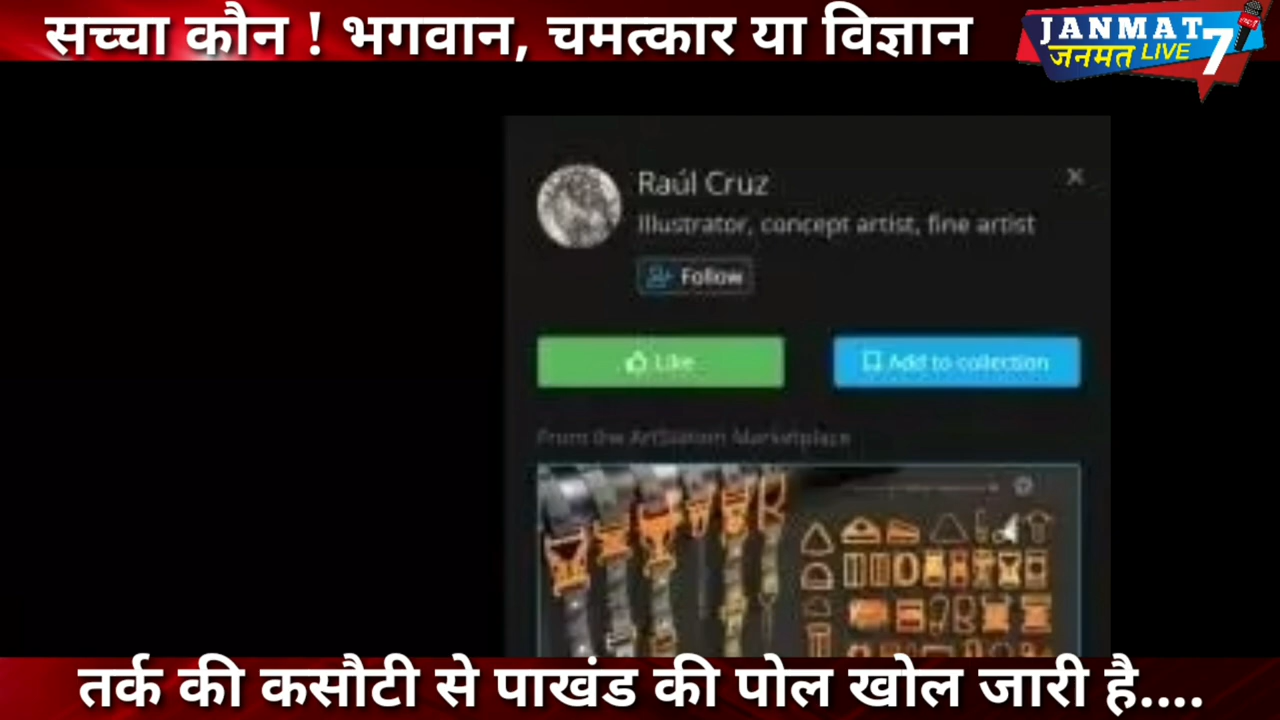 सच्चा कौन ! भगवान, चमत्कार या विज्ञान
JANMAT
जनमत LIVE 7
Raúl Cruz
Illustrator, concept artist, fine artist
Follow
Like
Add to collection
From the ArtStation Marketplace
तर्क की कसौटी से पाखंड की पोल खोल जारी है....